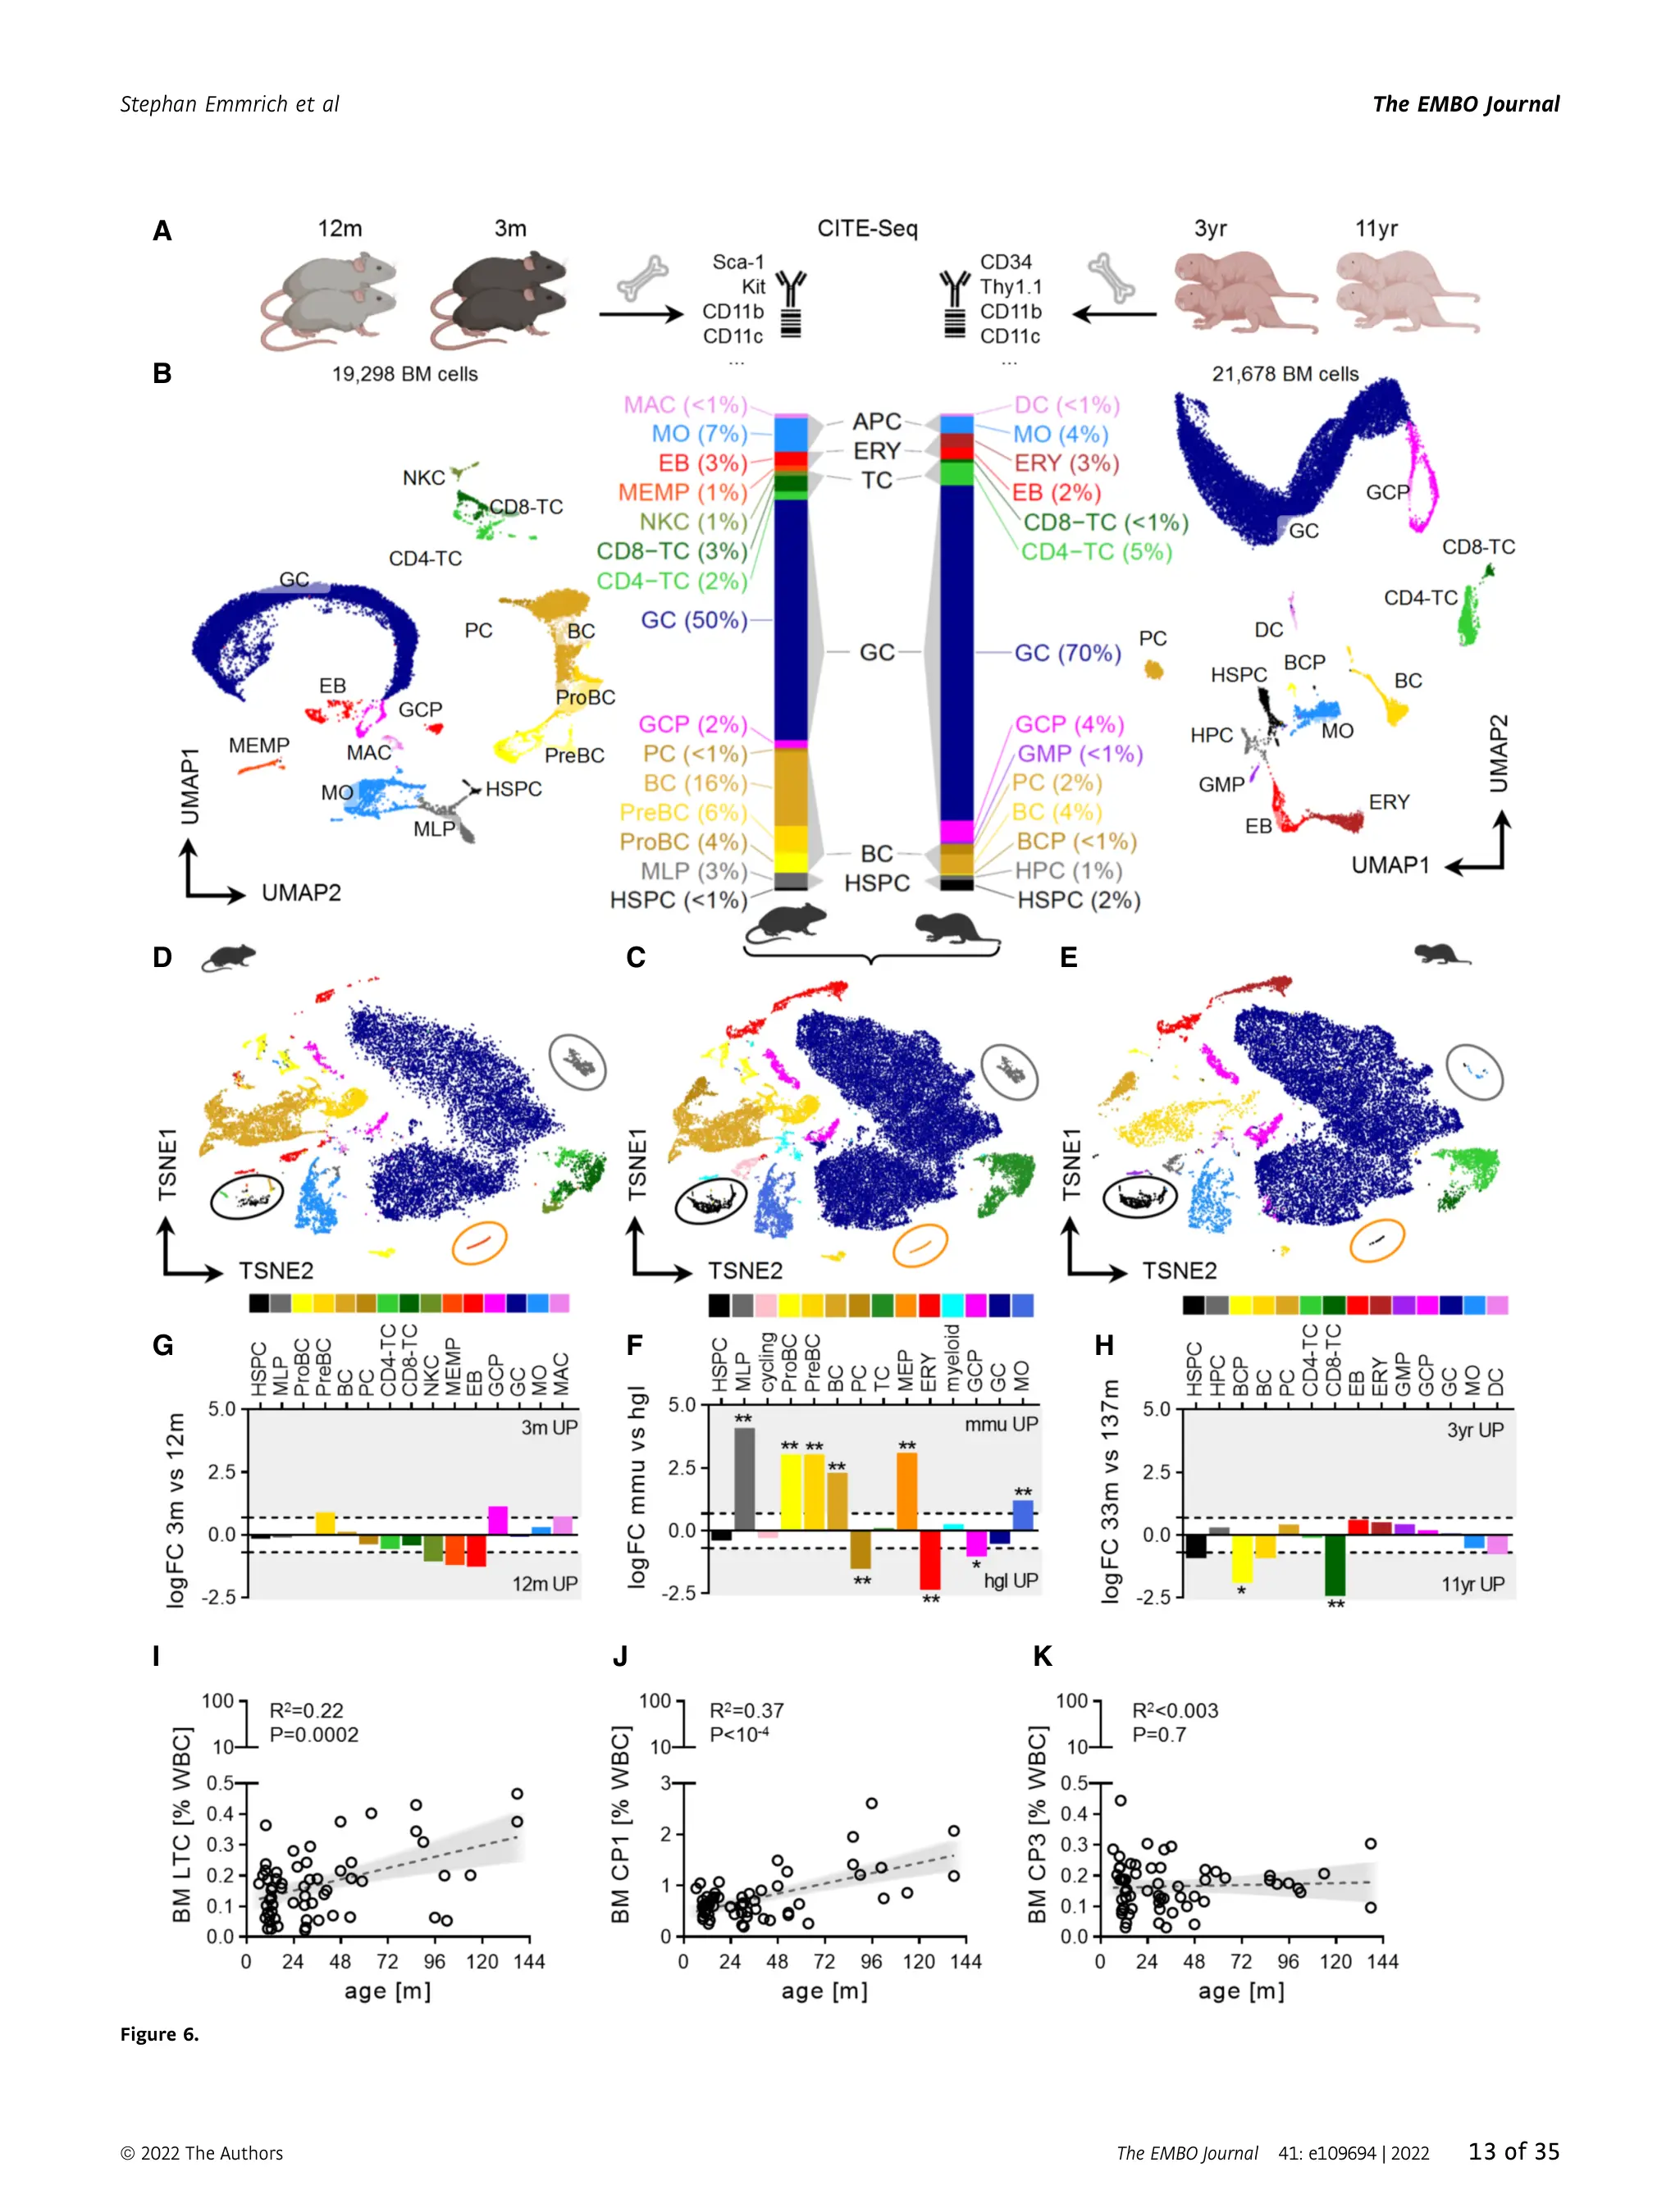 Stephan Emmrich et al
The EMBO Journal
A
12m
3m
CITE-Seq
3yr
11yr
Sca-1
Kit
CD11b
CD11c
...
CD34
Thy1.1
CD11b
CD11c
...
B
19,298 BM cells
21,678 BM cells
NKC
CD8-TC
CD4-TC
GC
PC
BC
ProBC
PreBC
EB
GCP
MEMP
MAC
MO
HSPC
MLP
UMAP1
UMAP2
MAC (<1%)
MO (7%)
EB (3%)
MEMP (1%)
NKC (1%)
CD8−TC (3%)
CD4−TC (2%)
GC (50%)
GCP (2%)
PC (<1%)
BC (16%)
PreBC (6%)
ProBC (4%)
MLP (3%)
HSPC (<1%)
APC
ERY
TC
GC
BC
HSPC
DC (<1%)
MO (4%)
ERY (3%)
EB (2%)
CD8−TC (<1%)
CD4−TC (5%)
GC (70%)
GCP (4%)
GMP (<1%)
PC (2%)
BC (4%)
BCP (<1%)
HPC (1%)
HSPC (2%)
GCP
GC
CD8-TC
CD4-TC
DC
PC
HSPC
BCP
BC
MO
HPC
GMP
EB
ERY
UMAP2
UMAP1
D
TSNE1
TSNE2
C
TSNE1
TSNE2
E
TSNE1
TSNE2
G
HSPC
MLP
ProBC
PreBC
BC
PC
CD4-TC
CD8-TC
NKC
MEMP
EB
GCP
GC
MO
MAC
logFC 3m vs 12m
5.0
2.5
0.0
-2.5
3m UP
12m UP
F
HSPC
MLP
cycling
ProBC
PreBC
BC
PC
TC
MEP
ERY
myeloid
GCP
GC
MO
logFC mmu vs hgl
5.0
2.5
0.0
-2.5
mmu UP
hgl UP
**
**
**
**
**
**
**
*
**
H
HSPC
HPC
BCP
BC
PC
CD4-TC
CD8-TC
EB
ERY
GMP
GCP
GC
MO
DC
logFC 33m vs 137m
5.0
2.5
0.0
-2.5
3yr UP
11yr UP
*
**
I
R²=0.22
P=0.0002
BM LTC [% WBC]
100
10
0.5
0.4
0.3
0.2
0.1
0.0
0 24 48 72 96 120 144
age [m]
J
R²=0.37
P<10⁻⁴
BM CP1 [% WBC]
100
10
3
2
1
0
0 24 48 72 96 120 144
age [m]
K
R²<0.003
P=0.7
BM CP3 [% WBC]
100
10
0.5
0.4
0.3
0.2
0.1
0.0
0 24 48 72 96 120 144
age [m]
Figure 6.
© 2022 The Authors
The EMBO Journal 41: e109694 | 2022 13 of 35